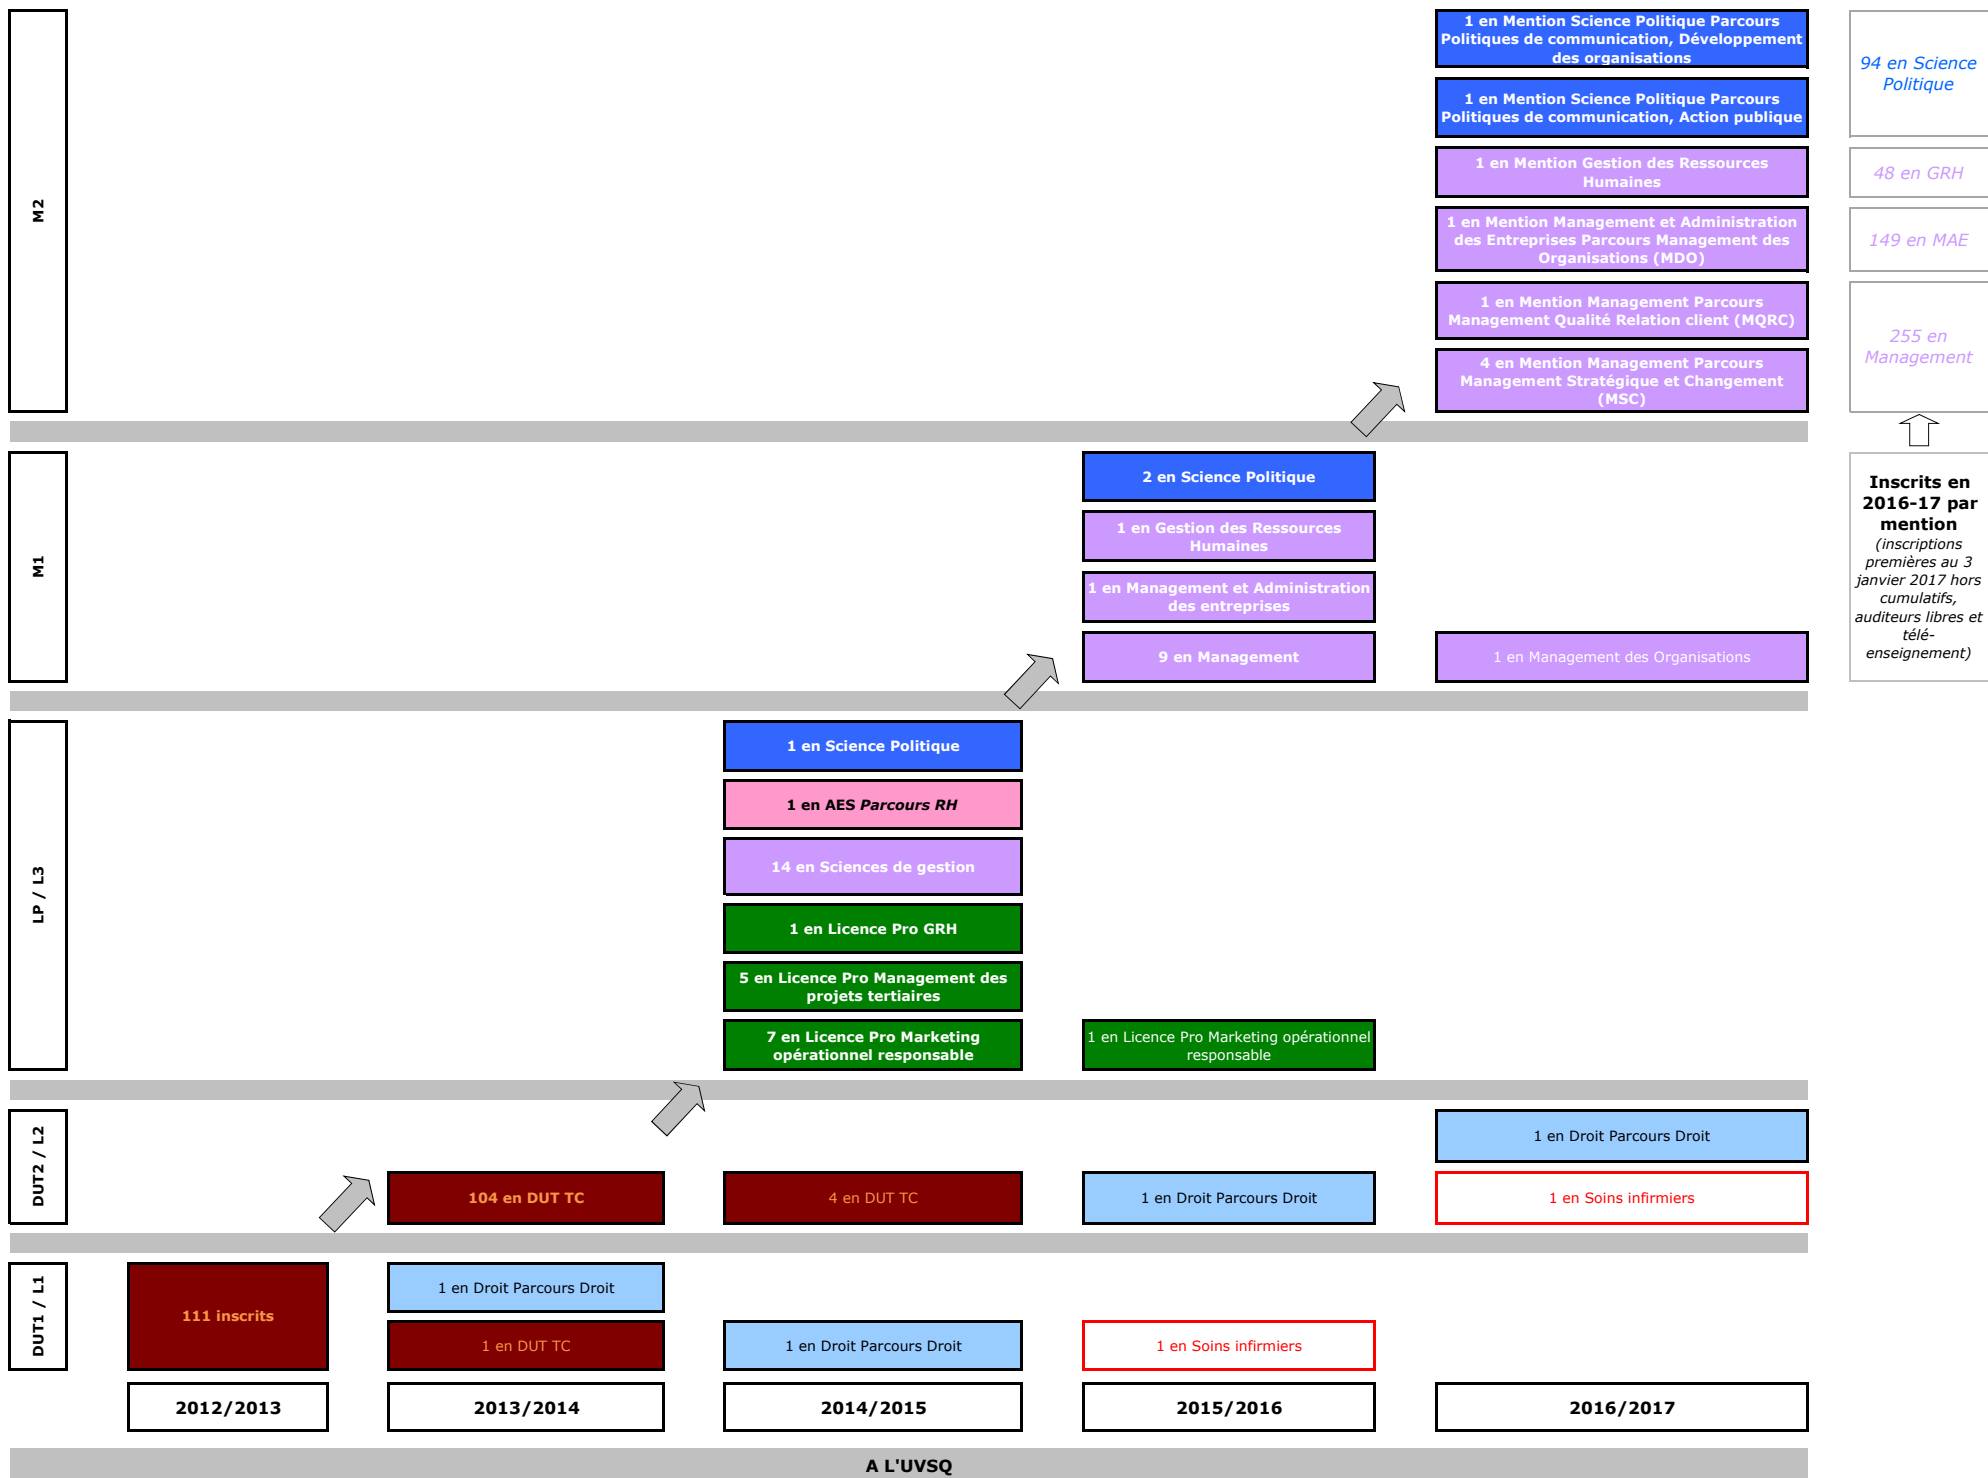 M2
1 en Mention Science Politique Parcours
Politiques de communication, Développement
des organisations
1 en Mention Science Politique Parcours
Politiques de communication, Action publique
1 en Mention Gestion des Ressources
Humaines
1 en Mention Management et Administration
des Entreprises Parcours Management des
Organisations (MDO)
1 en Mention Management Parcours
Management Qualité Relation client (MQRC)
4 en Mention Management Parcours
Management Stratégique et Changement
(MSC)
94 en Science
Politique
48 en GRH
149 en MAE
255 en
Management
M1
2 en Science Politique
1 en Gestion des Ressources
Humaines
1 en Management et Administration
des entreprises
9 en Management
1 en Management des Organisations
Inscrits en
2016-17 par
mention
(inscriptions
premières au 3
janvier 2017 hors
cumulatifs,
auditeurs libres et
télé-
enseignement)
LP / L3
1 en Science Politique
1 en AES Parcours RH
14 en Sciences de gestion
1 en Licence Pro GRH
5 en Licence Pro Management des
projets tertiaires
7 en Licence Pro Marketing
opérationnel responsable
1 en Licence Pro Marketing opérationnel
responsable
DUT2 / L2
1 en Droit Parcours Droit
104 en DUT TC
4 en DUT TC
1 en Droit Parcours Droit
1 en Soins infirmiers
DUT1 / L1
111 inscrits
1 en Droit Parcours Droit
1 en DUT TC
1 en Droit Parcours Droit
1 en Soins infirmiers
2012/2013
2013/2014
2014/2015
2015/2016
2016/2017
A L'UVSQ